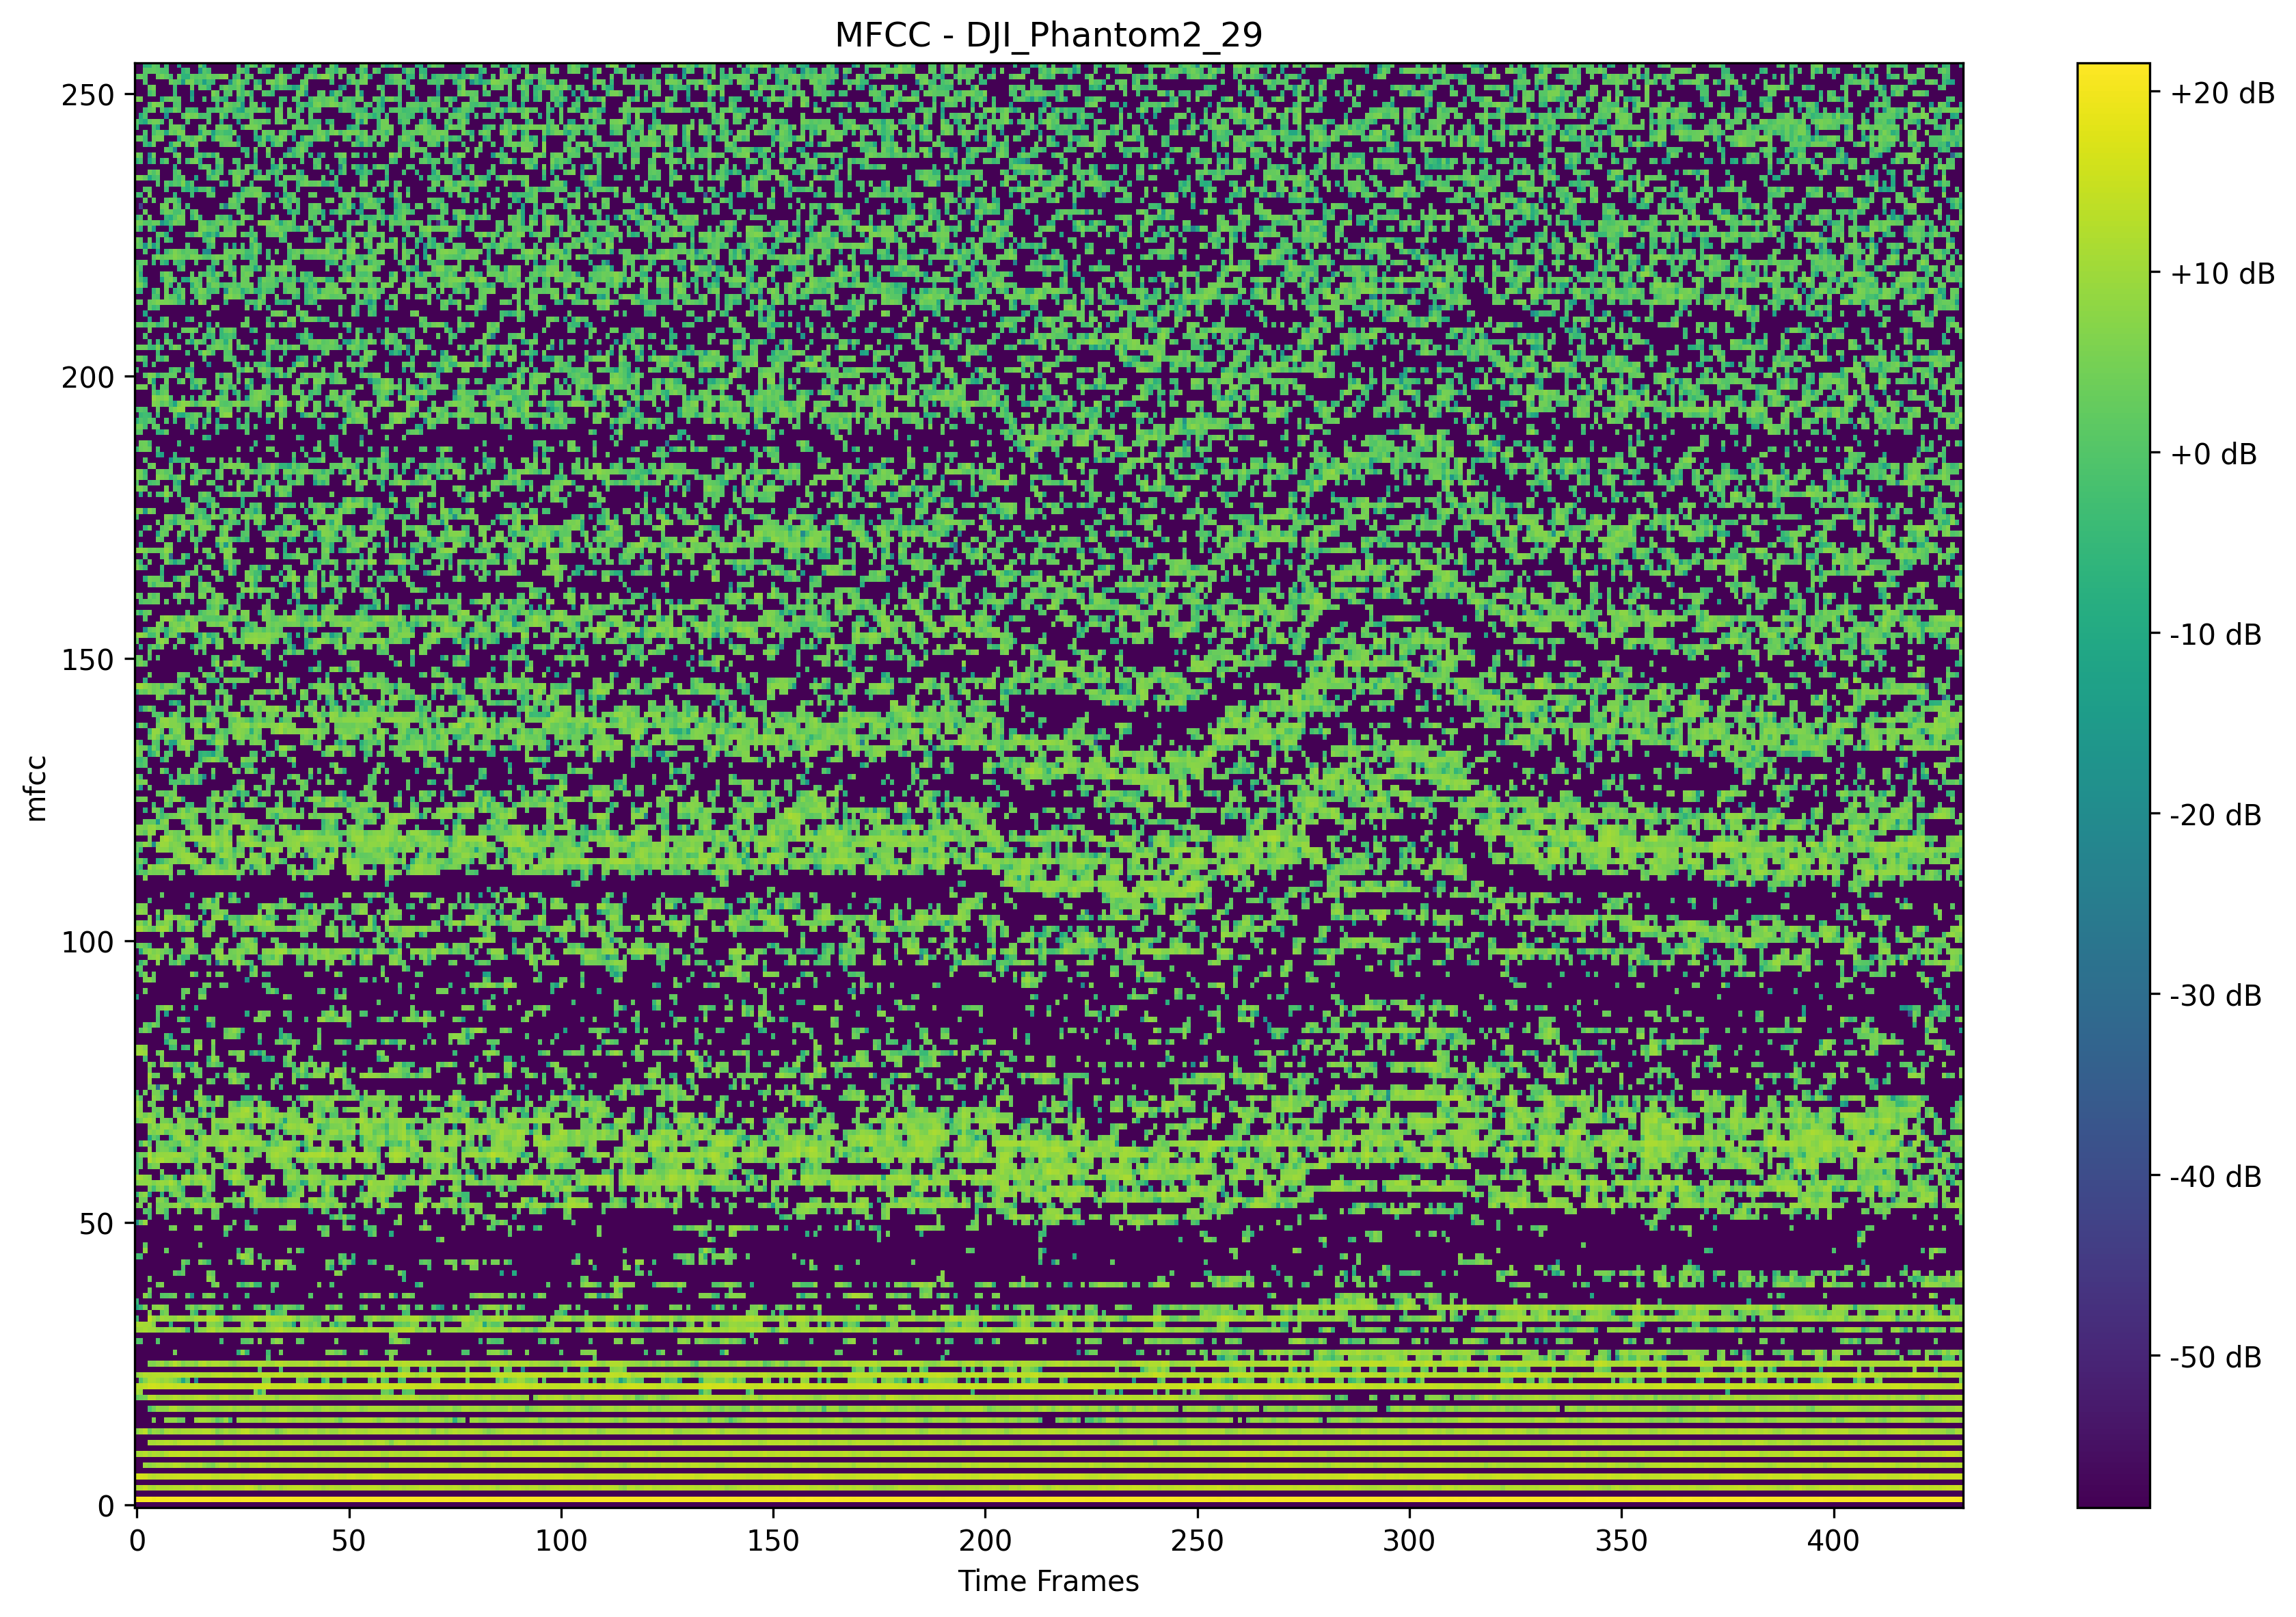 MFCC - DJI_Phantom2_29
250
200
150
100
50
0
mfcc
0 50 100 150 200 250 300 350 400
Time Frames
+20 dB
+10 dB
+0 dB
-10 dB
-20 dB
-30 dB
-40 dB
-50 dB